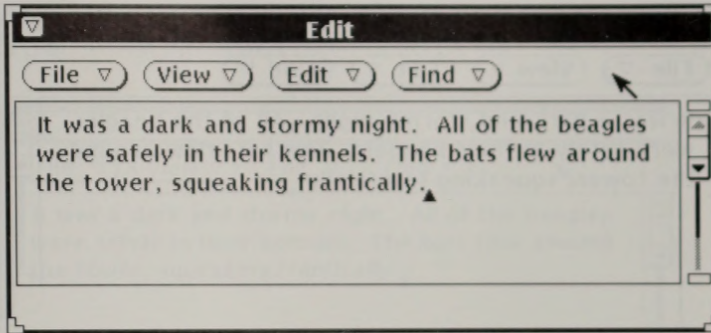 Edit
File View Edit Find
It was a dark and stormy night. All of the beagles
were safely in their kennels. The bats flew around
the tower, squeaking frantically.